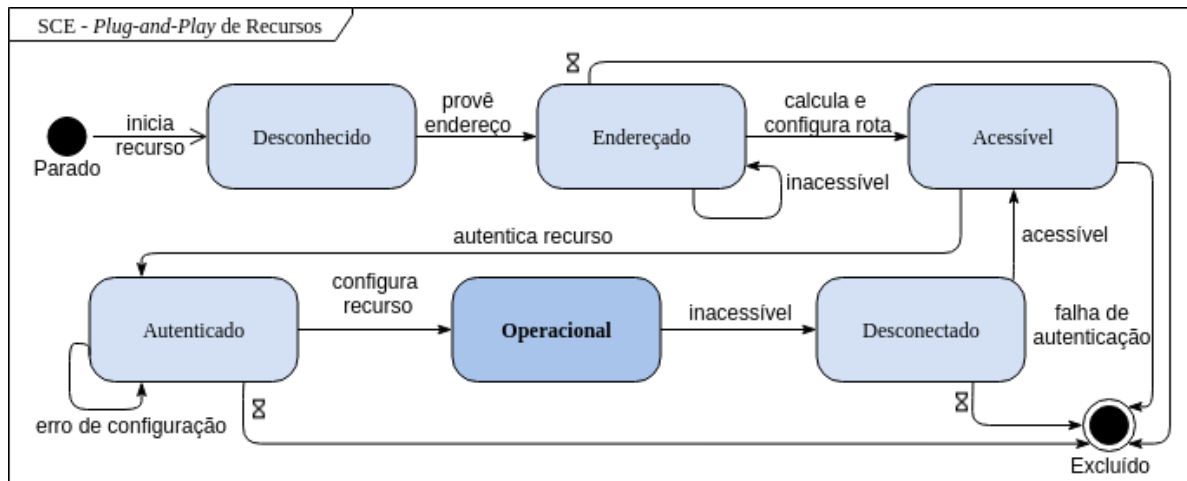 SCE - Plug-and-Play de Recursos
inicia
recurso
Parado
Desconhecido
provê
endereço
Endereçado
calcula e
configura rota
Acessível
inacessível
autentica recurso
acessível
configura
recurso
Autenticado
Operacional
inacessível
Desconectado
falha de
autenticação
erro de configuração
Excluído